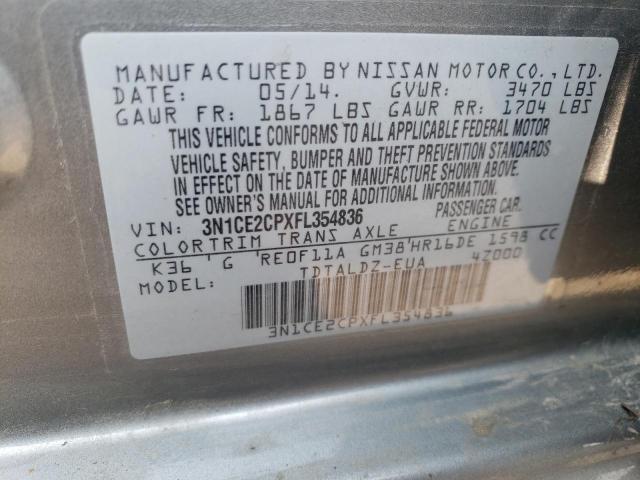 MANUFACTURED BY NISSAN MOTOR CO., LTD.
DATE: 05/14. GVWR: 3470 LBS
GAWR FR: 1867 LBS GAWR RR: 1704 LBS
THIS VEHICLE CONFORMS TO ALL APPLICABLE FEDERAL MOTOR
VEHICLE SAFETY, BUMPER AND THEFT PREVENTION STANDARDS
IN EFFECT ON THE DATE OF MANUFACTURE SHOWN ABOVE.
SEE OWNER'S MANUAL FOR ADDITIONAL INFORMATION.
VIN: 3N1CE2CPXFL354836 PASSENGER CAR.
COLOR TRIM TRANS AXLE ENGINE
K36 ' G 'RE0F11A GM38'HR16DE 1598 CC
MODEL: TDTALDZ-EUA 4Z000
3N1CE2CPXFL354836